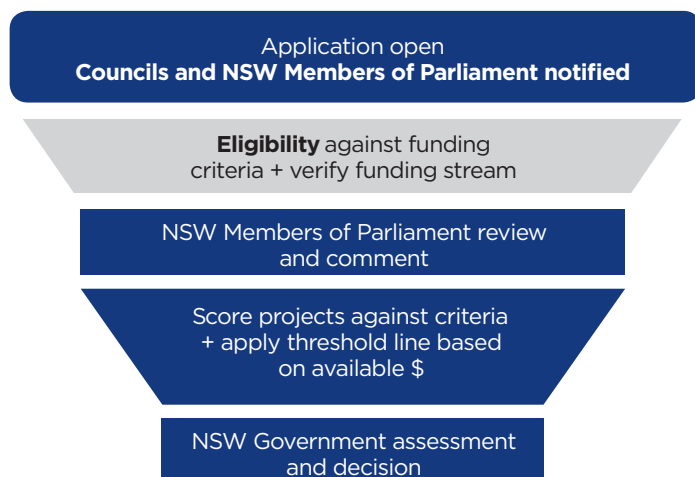 Application open
Councils and NSW Members of Parliament notified
Eligibility against funding
criteria + verify funding stream
NSW Members of Parliament review
and comment
Score projects against criteria
+ apply threshold line based
on available $
NSW Government assessment
and decision